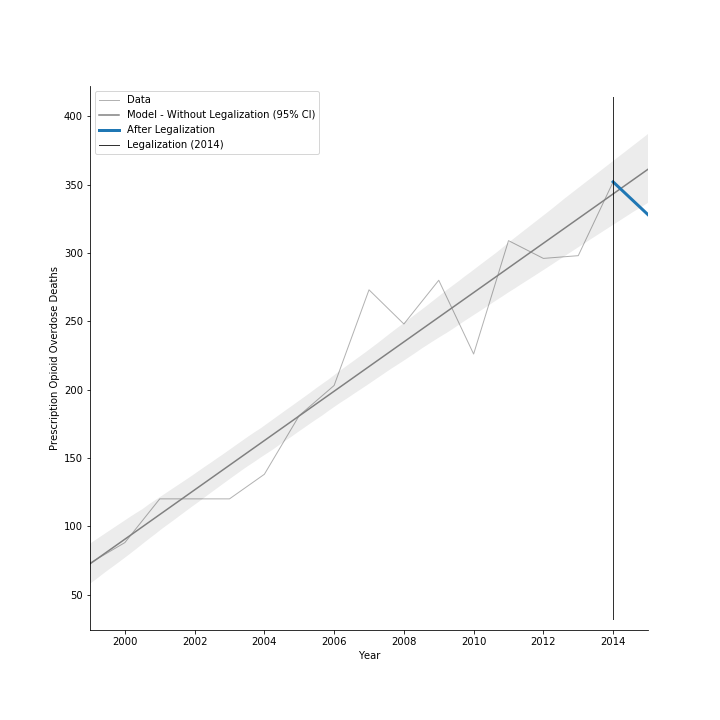 Data
Model - Without Legalization (95% CI)
After Legalization
Legalization (2014)
400
350
300
250
200
150
100
50
Prescription Opioid Overdose Deaths
2000 2002 2004 2006 2008 2010 2012 2014
Year